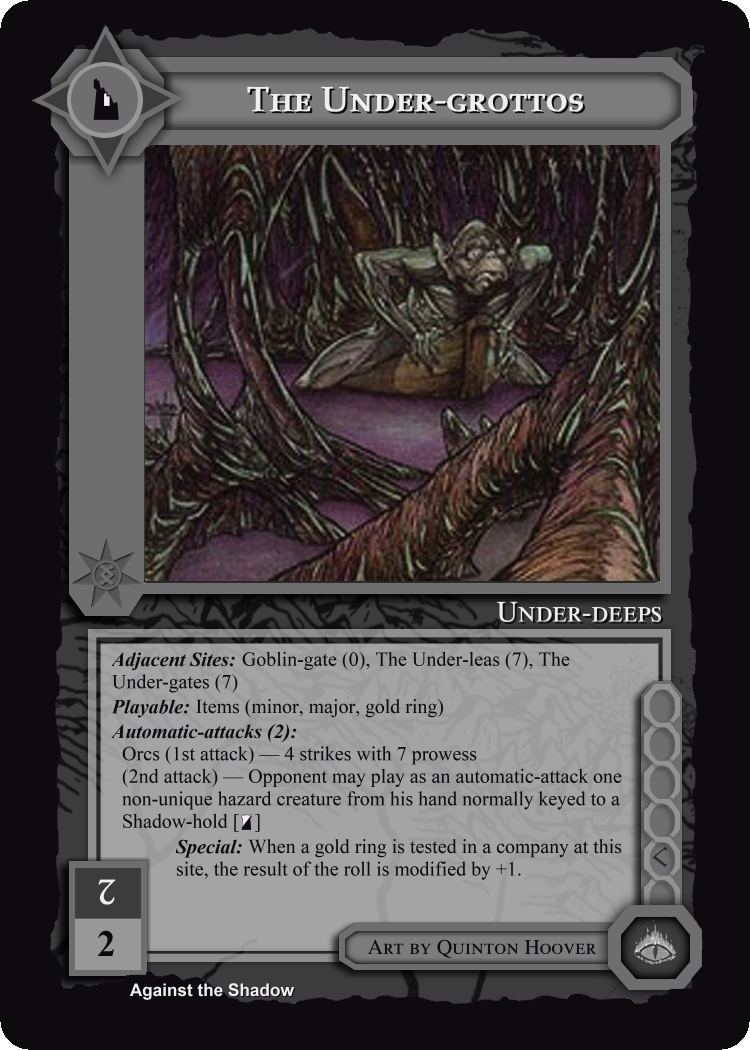 The Under-grottos
Under-deeps
Adjacent Sites: Goblin-gate (0), The Under-leas (7), The
Under-gates (7)
Playable: Items (minor, major, gold ring)
Automatic-attacks (2):
Orcs (1st attack) — 4 strikes with 7 prowess
(2nd attack) — Opponent may play as an automatic-attack one
non-unique hazard creature from his hand normally keyed to a
Shadow-hold [ ]
Special: When a gold ring is tested in a company at this
site, the result of the roll is modified by +1.
2
2
Art by Quinton Hoover
Against the Shadow